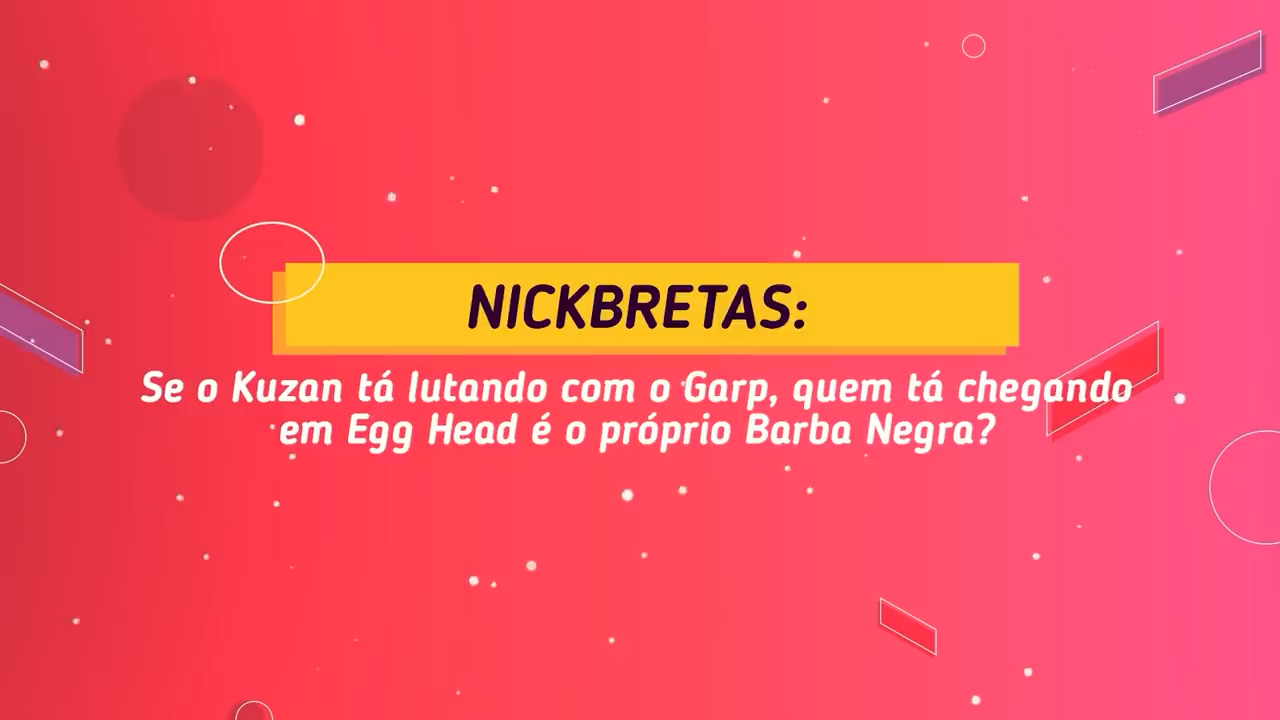 NICKBRETAS:
Se o Kuzan tá lutando com o Garp, quem tá chegando
em Egg Head é o próprio Barba Negra?